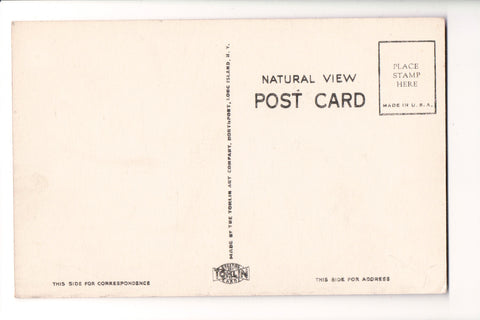 NATURAL VIEW
POST CARD
PLACE
STAMP
HERE
MADE IN U.S.A.
MADE BY THE TOMLIN ART COMPANY, NORTHPORT, LONG ISLAND, N.Y.
TOMLIN
CARD
THIS SIDE FOR CORRESPONDENCE
THIS SIDE FOR ADDRESS